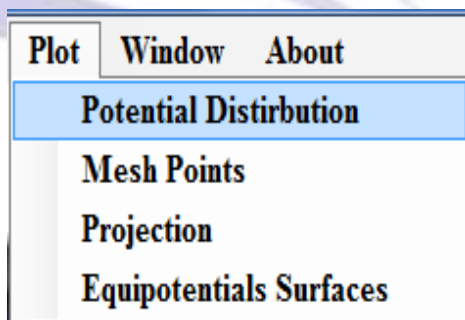 Plot Window About
Potential Distirbution
Mesh Points
Projection
Equipotentials Surfaces